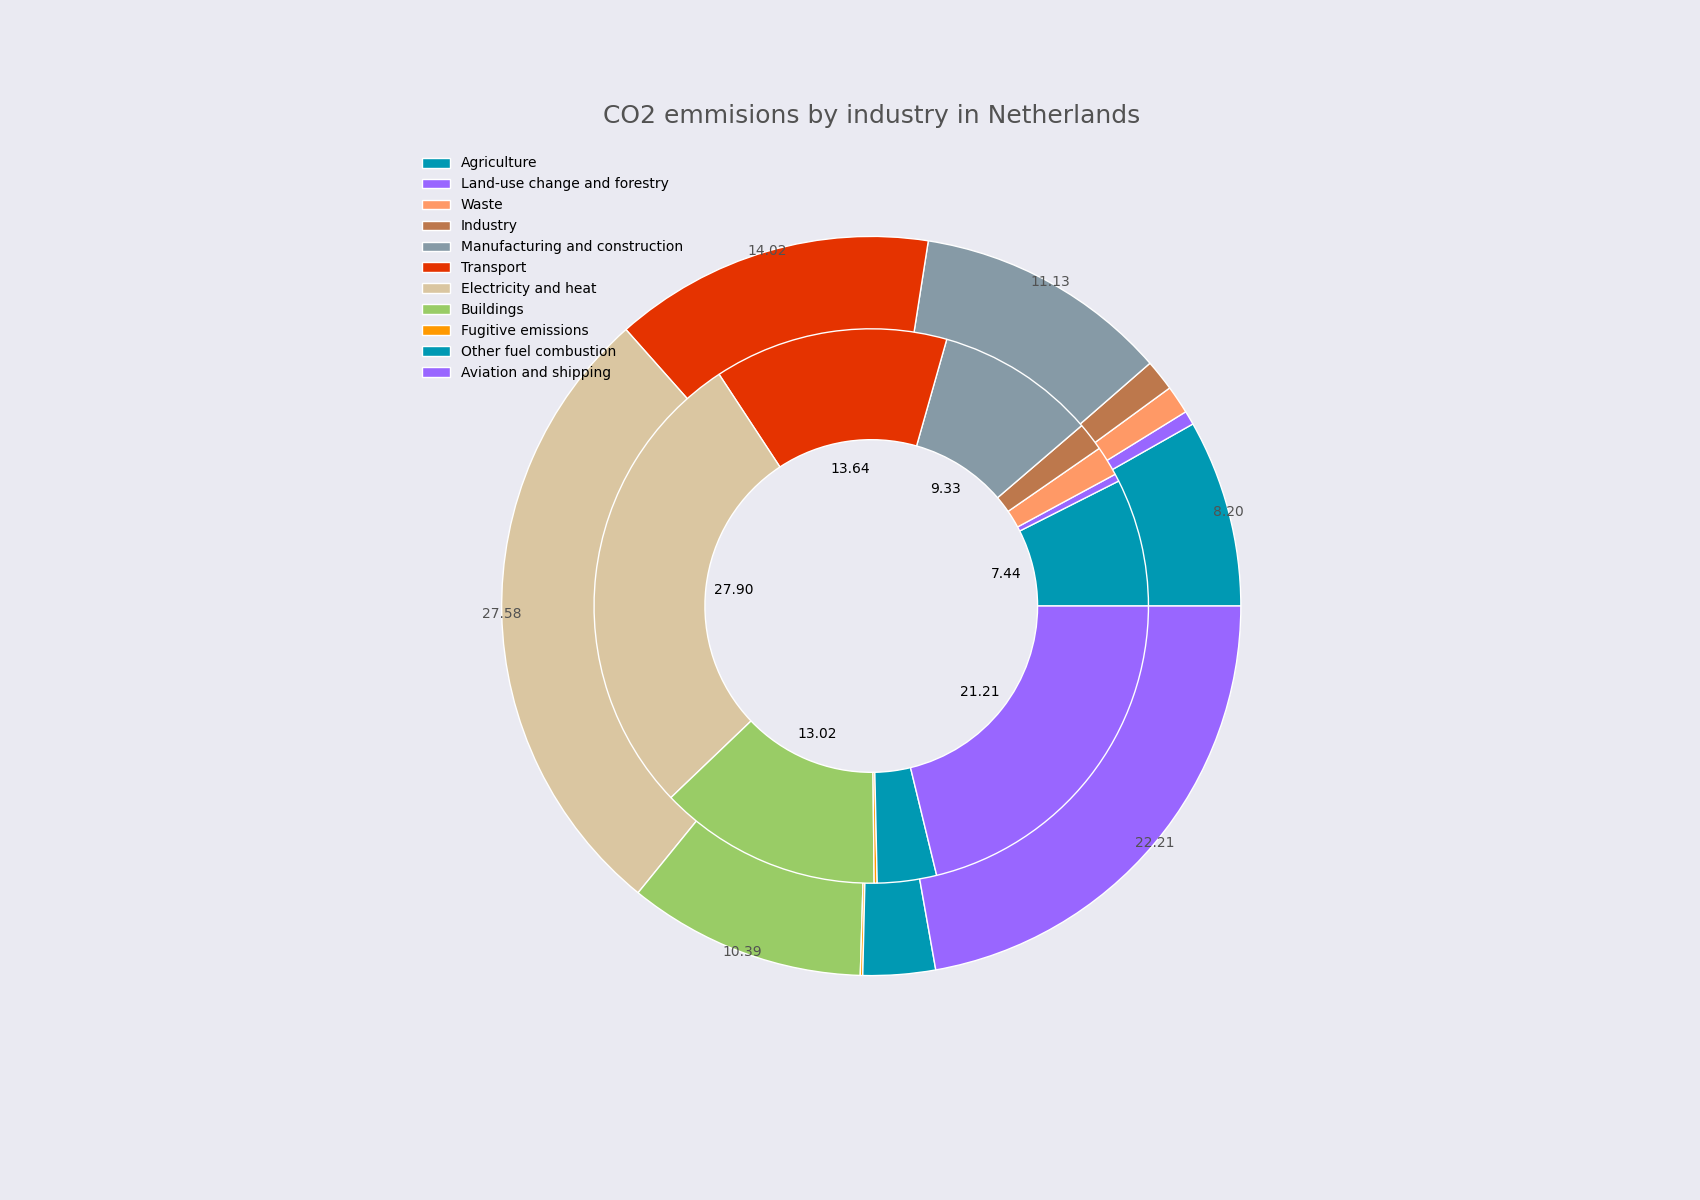 CO2 emmisions by industry in Netherlands
Agriculture
Land-use change and forestry
Waste
Industry
Manufacturing and construction
Transport
Electricity and heat
Buildings
Fugitive emissions
Other fuel combustion
Aviation and shipping
14.02
11.13
13.64
9.33
8.20
7.44
27.90
27.58
21.21
13.02
22.21
10.39